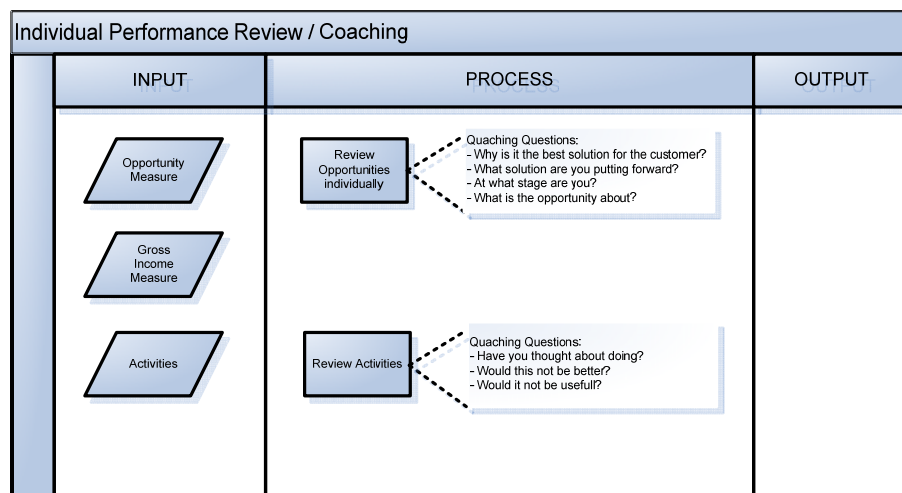 Individual Performance Review / Coaching
INPUT
PROCESS
OUTPUT
Opportunity
Measure
Review
Opportunities
individually
Quaching Questions:
- Why is it the best solution for the customer?
- What solution are you putting forward?
- At what stage are you?
- What is the opportunity about?
Gross
Income
Measure
Activities
Review Activities
Quaching Questions:
- Have you thought about doing?
- Would this not be better?
- Would it not be usefull?